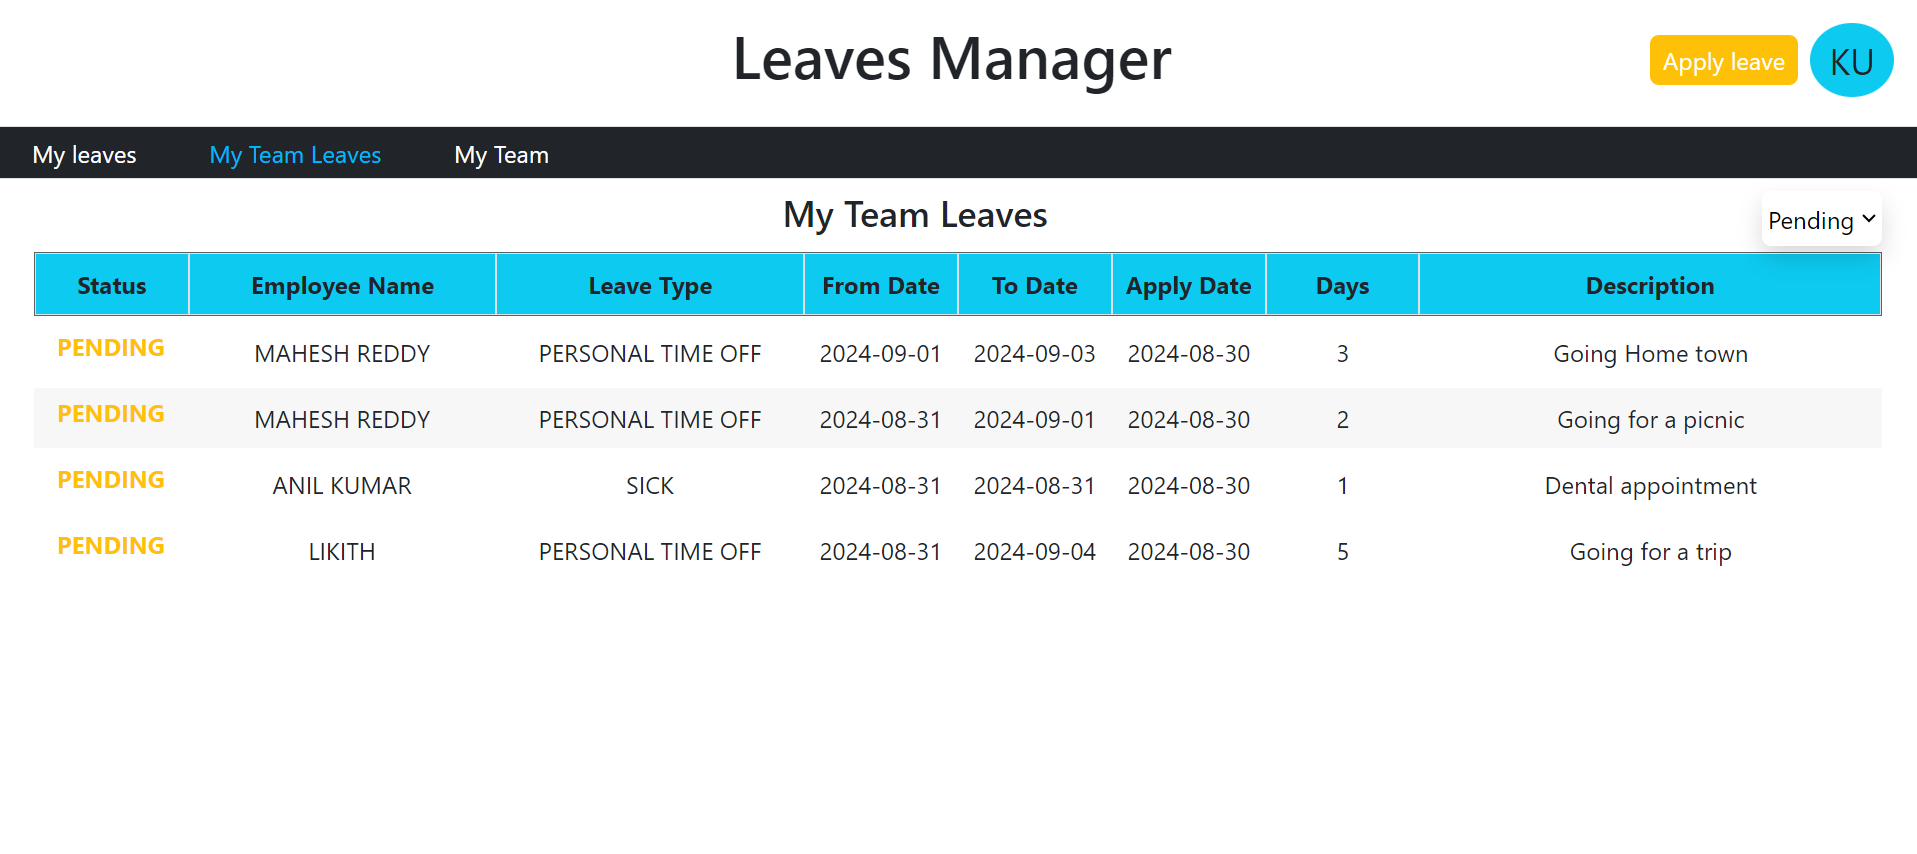 Leaves Manager
Apply leave
KU
My leaves My Team Leaves My Team
My Team Leaves
Pending
Status Employee Name Leave Type From Date To Date Apply Date Days Description
PENDING MAHESH REDDY PERSONAL TIME OFF 2024-09-01 2024-09-03 2024-08-30 3 Going Home town
PENDING MAHESH REDDY PERSONAL TIME OFF 2024-08-31 2024-09-01 2024-08-30 2 Going for a picnic
PENDING ANIL KUMAR SICK 2024-08-31 2024-08-31 2024-08-30 1 Dental appointment
PENDING LIKITH PERSONAL TIME OFF 2024-08-31 2024-09-04 2024-08-30 5 Going for a trip